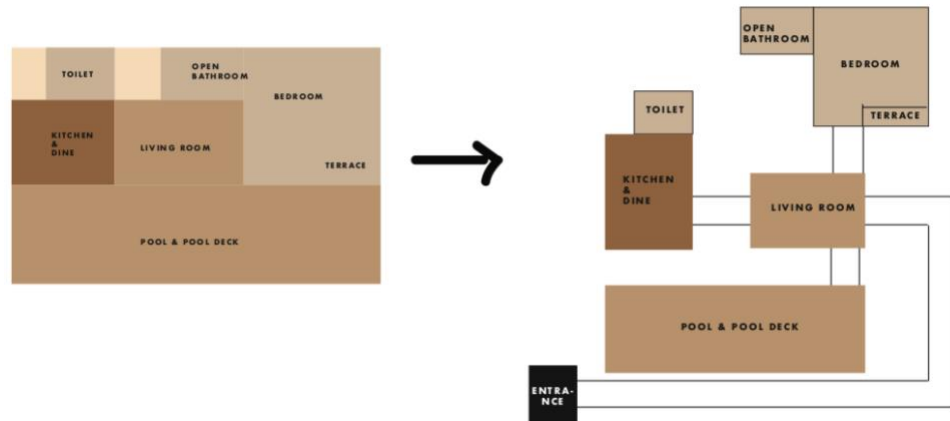 TOILET
OPEN
BATHROOM
BEDROOM
KITCHEN
&
DINE
LIVING ROOM
TERRACE
POOL & POOL DECK
OPEN
BATHROOM
BEDROOM
TERRACE
TOILET
KITCHEN
&
DINE
LIVING ROOM
POOL & POOL DECK
ENTRA-
NCE